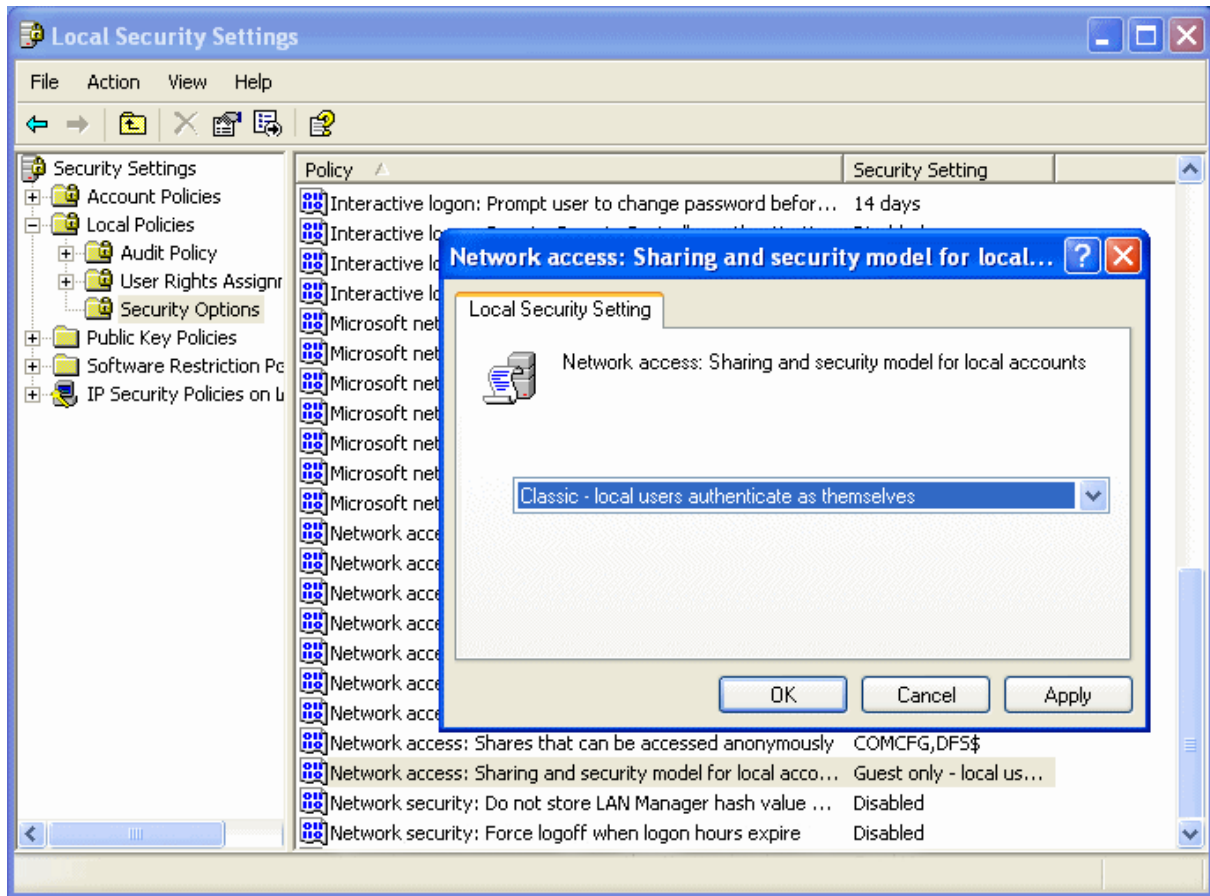 Local Security Settings
File Action View Help
Security Settings
Account Policies
Local Policies
Audit Policy
User Rights Assignr
Security Options
Public Key Policies
Software Restriction Po
IP Security Policies on L
Policy Security Setting
Interactive logon: Prompt user to change password befor... 14 days
Interactive lo
Interactive lo
Interactive lo
Microsoft net
Microsoft net
Microsoft net
Microsoft net
Microsoft net
Microsoft net
Microsoft net
Network acce
Network acce
Network acce
Network acce
Network acce
Network acce
Network acce
Network access: Shares that can be accessed anonymously COMCFG,DFS$
Network access: Sharing and security model for local acco... Guest only - local us...
Network security: Do not store LAN Manager hash value ... Disabled
Network security: Force logoff when logon hours expire Disabled
Network access: Sharing and security model for local...
Local Security Setting
Network access: Sharing and security model for local accounts
Classic - local users authenticate as themselves
OK Cancel Apply